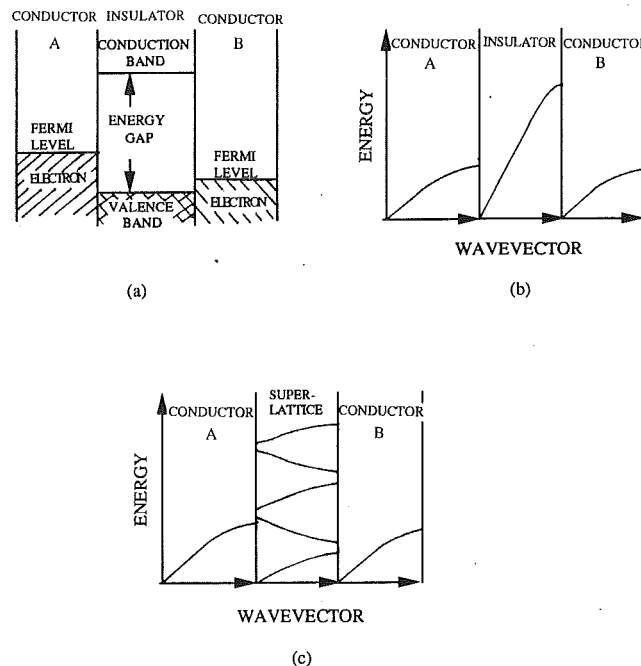 CONDUCTOR INSULATOR CONDUCTOR
A CONDUCTION B
BAND
ENERGY
GAP
FERMI
LEVEL
FERMI
LEVEL
ELECTRON
ELECTRON
VALENCE
BAND
(a)
ENERGY
CONDUCTOR INSULATOR CONDUCTOR
A B
WAVEVECTOR
(b)
ENERGY
SUPER-
CONDUCTOR LATTICE CONDUCTOR
A B
WAVEVECTOR
(c)